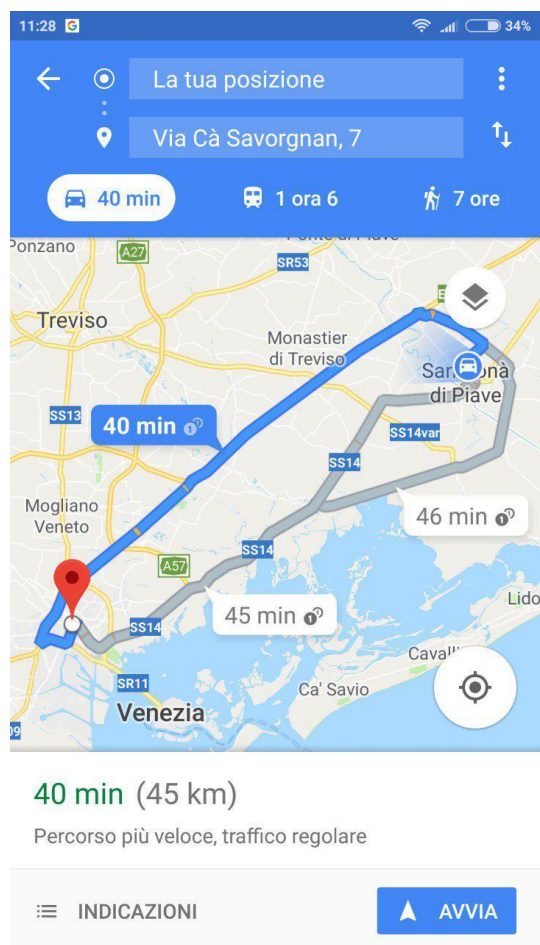 11:28 G 34%
La tua posizione
Via Cà Savorgnan, 7
40 min 1 ora 6 7 ore
Ponzano
A27
SR53
Treviso
Monastier
di Treviso
di Piave
SS13
40 min
SS14var
SS14
Mogliano
Veneto
46 min
SS14
A57
45 min
Lido
SS14
SR11
Ca' Savio
Venezia
40 min (45 km)
Percorso più veloce, traffico regolare
INDICAZIONI AVVIA